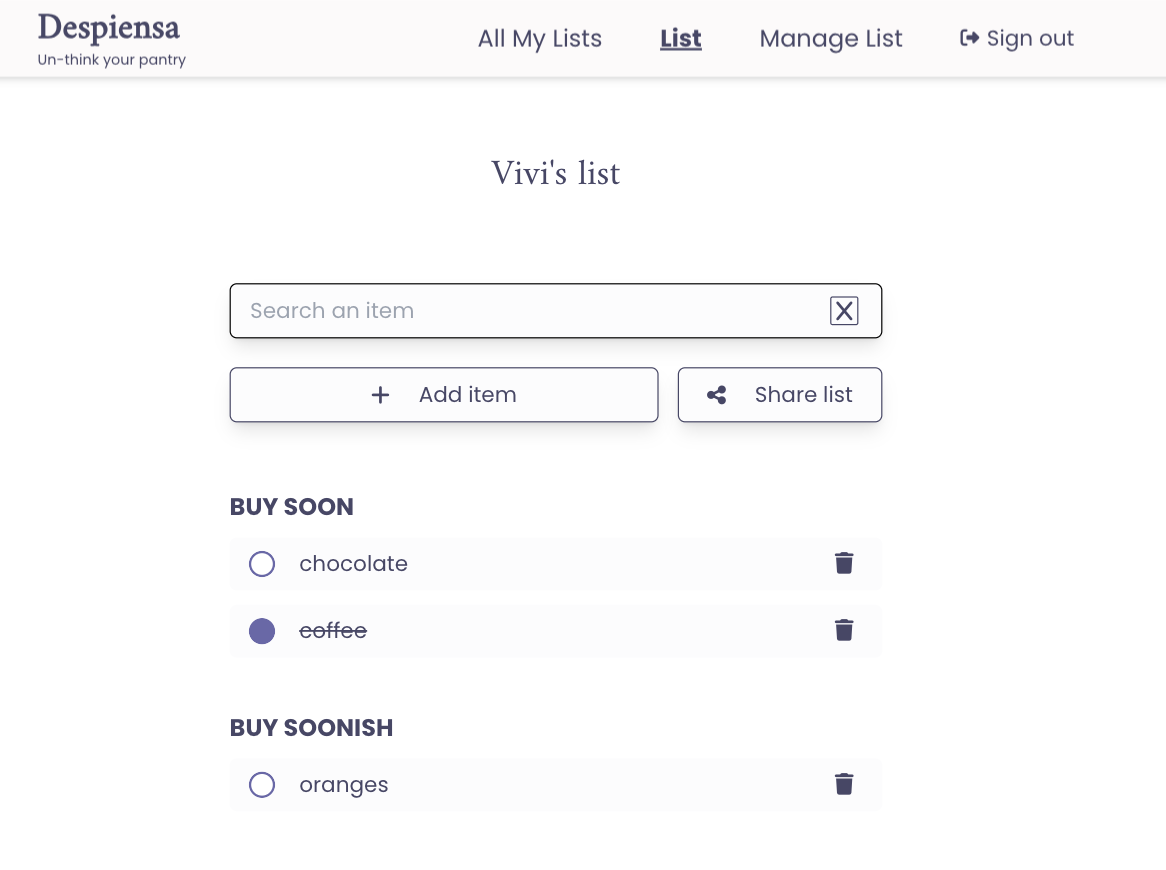 Despiensa
Un-think your pantry
All My Lists List Manage List Sign out
Vivi's list
Search an item X
Add item Share list
BUY SOON
chocolate
coffee
BUY SOONISH
oranges